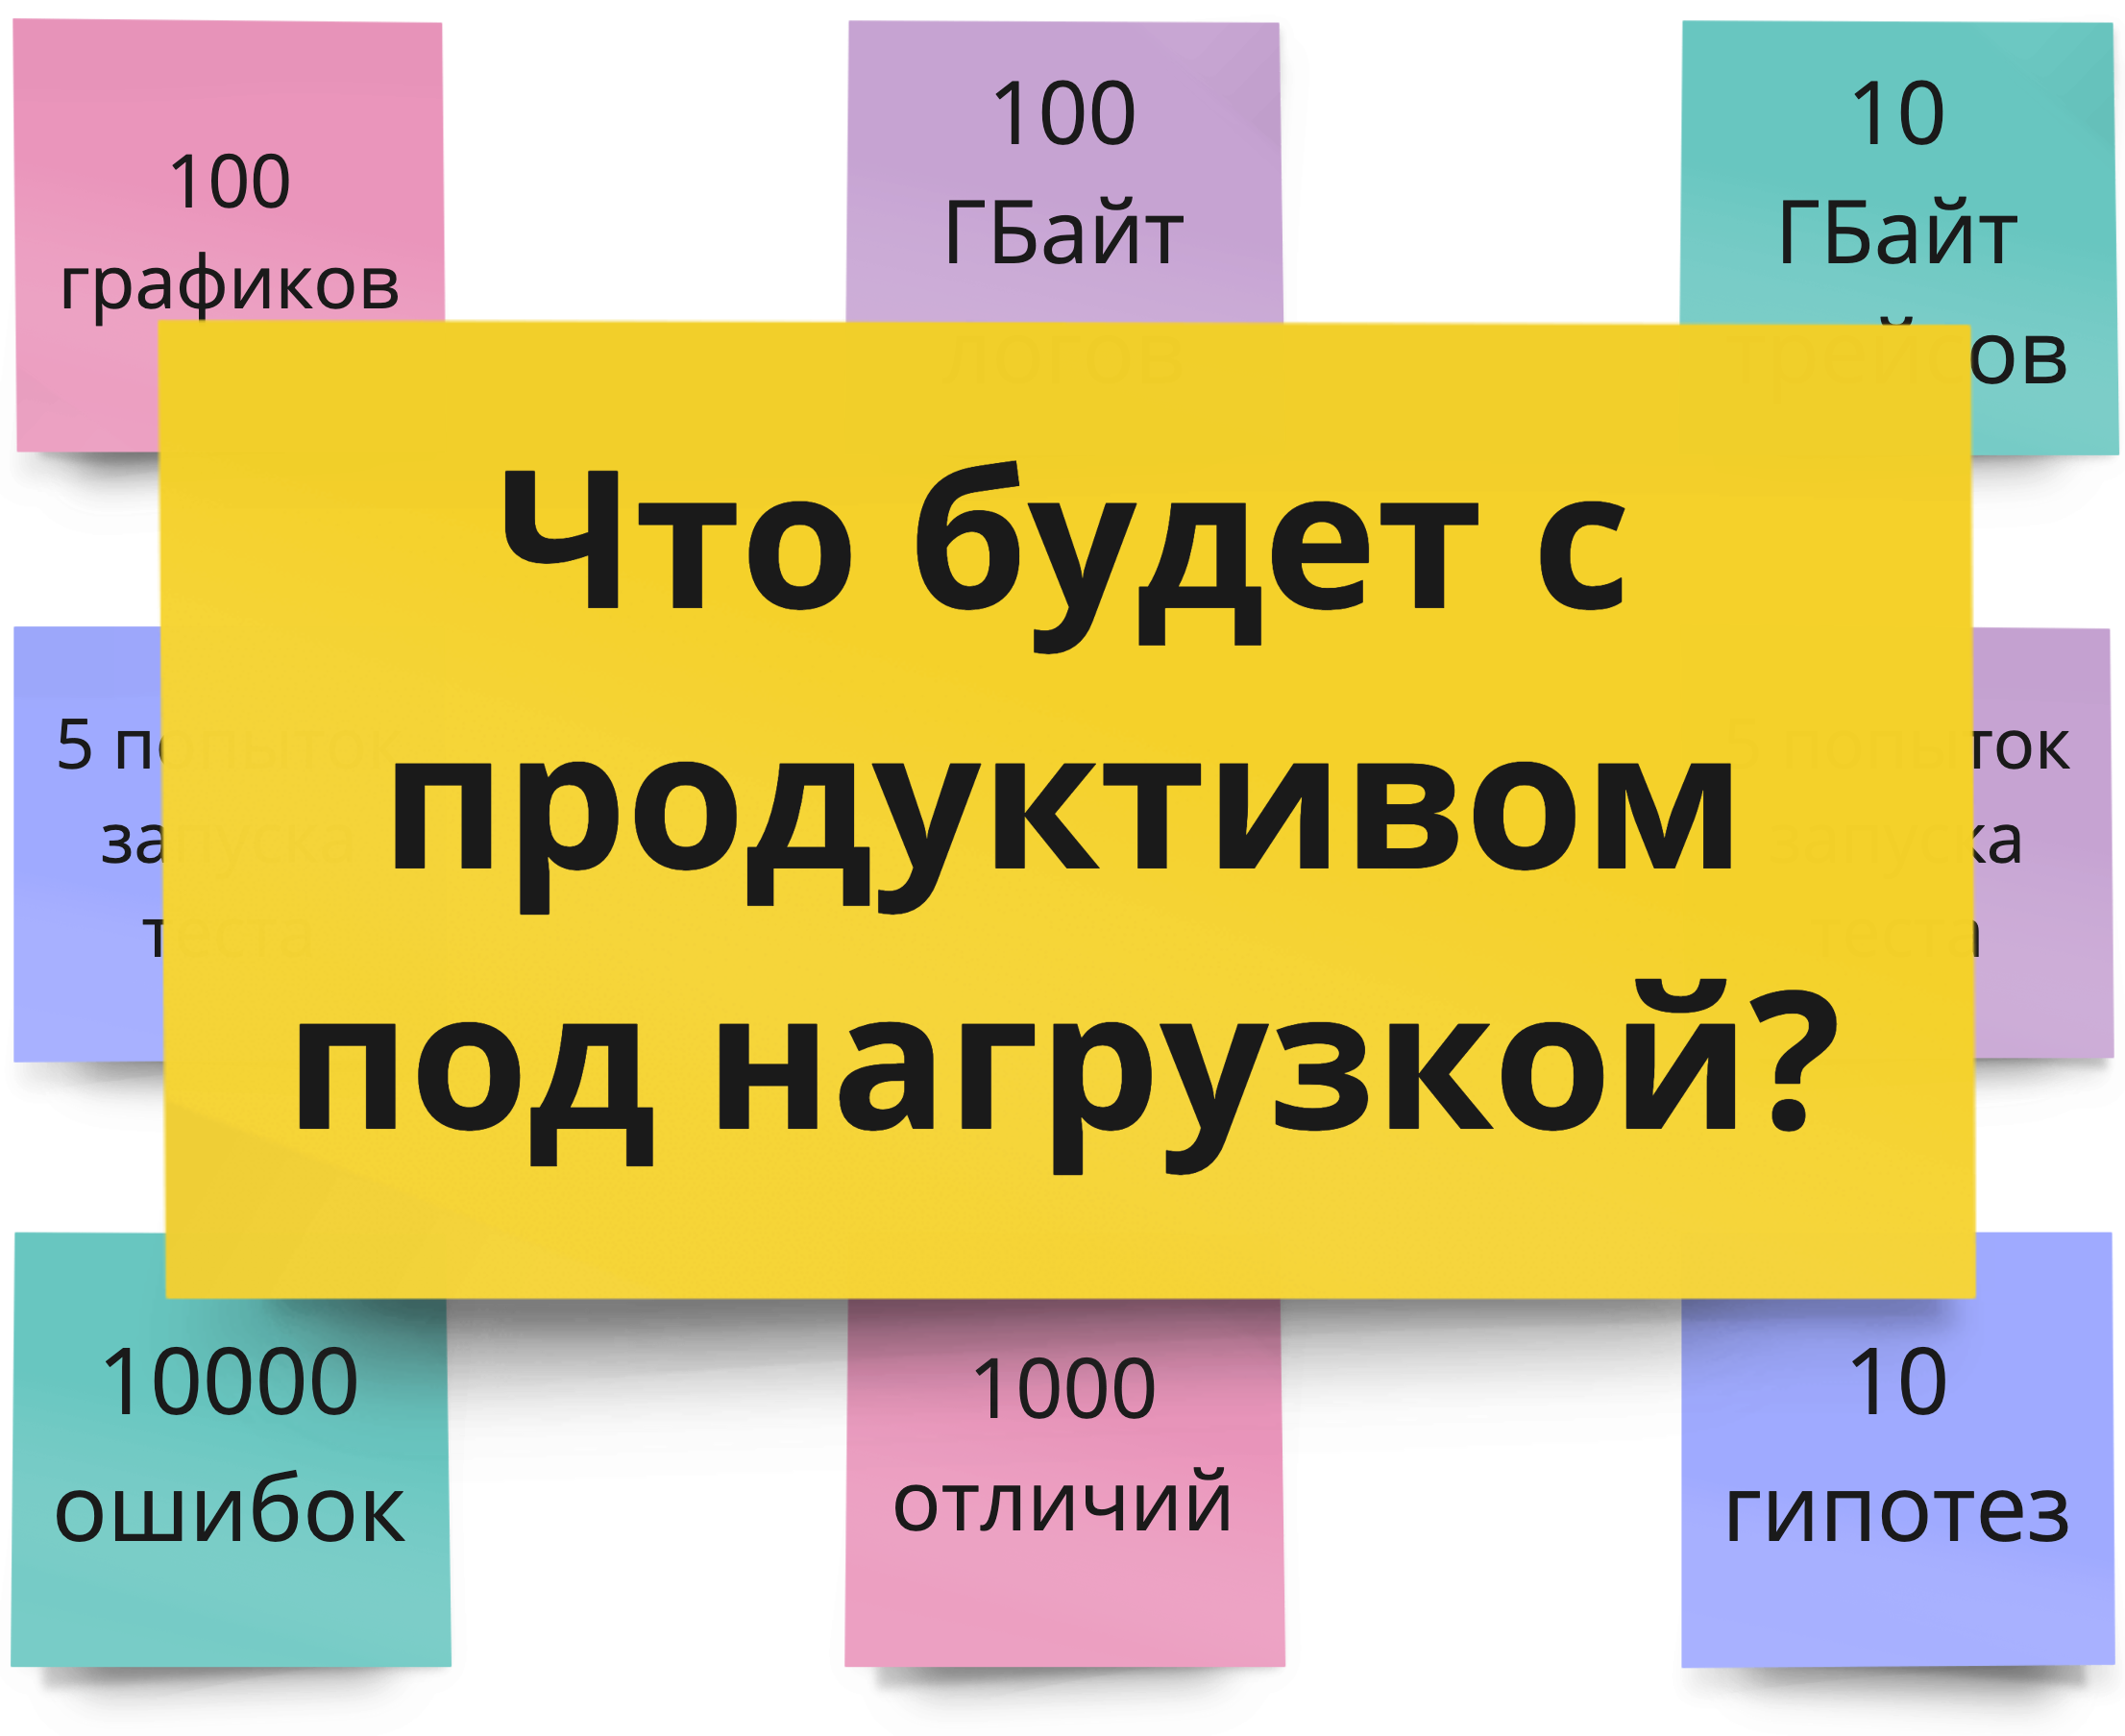 100
графиков
100
ГБайт
логов
10
ГБайт
трейсов
Что будет с
продуктивом
под нагрузкой?
5 попыток
запуска
теста
5 попыток
запуска
теста
10000
ошибок
1000
отличий
10
гипотез